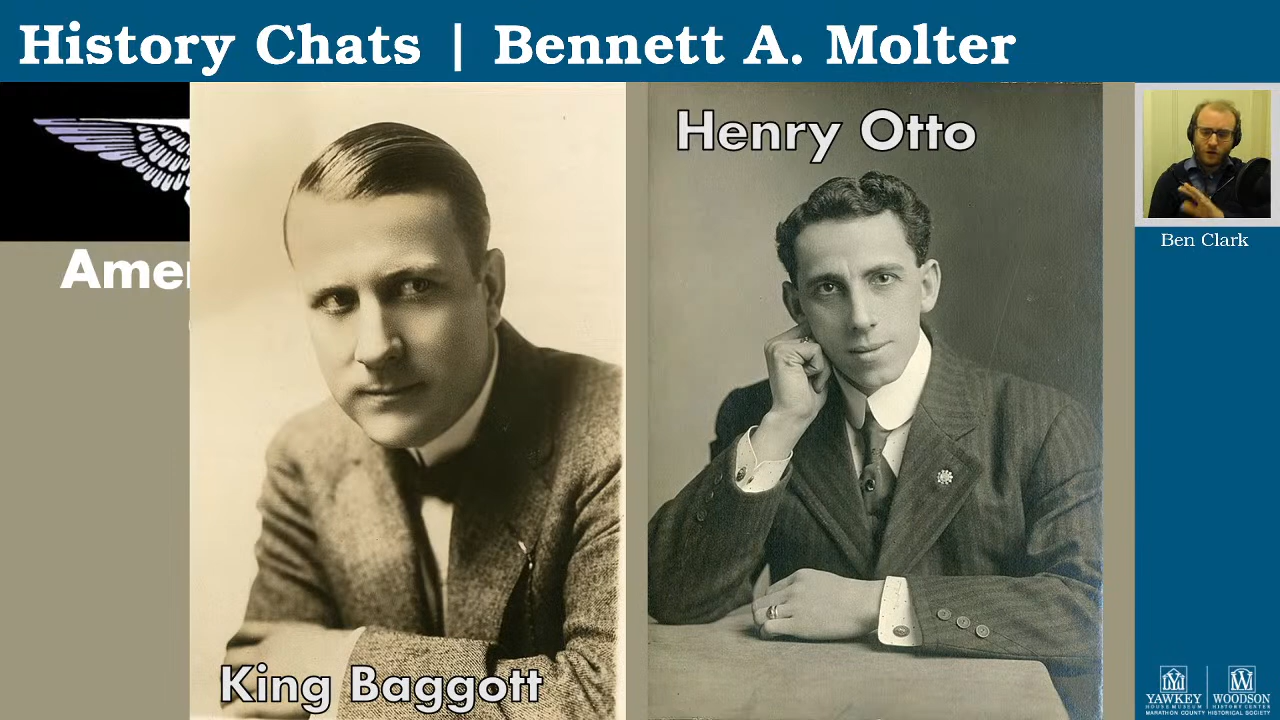 History Chats | Bennett A. Molter
Amer
Henry Otto
King Baggott
Ben Clark
YAWKEY
HOUSE MUSEUM
WOODSON
HISTORY CENTER
MARATHON COUNTY HISTORICAL SOCIETY